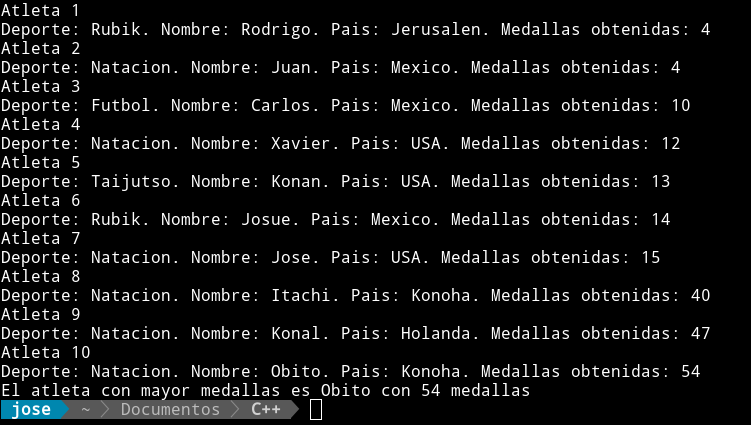 Atleta 1
Deporte: Rubik. Nombre: Rodrigo. Pais: Jerusalen. Medallas obtenidas: 4
Atleta 2
Deporte: Natacion. Nombre: Juan. Pais: Mexico. Medallas obtenidas: 4
Atleta 3
Deporte: Futbol. Nombre: Carlos. Pais: Mexico. Medallas obtenidas: 10
Atleta 4
Deporte: Natacion. Nombre: Xavier. Pais: USA. Medallas obtenidas: 12
Atleta 5
Deporte: Taijutso. Nombre: Konan. Pais: USA. Medallas obtenidas: 13
Atleta 6
Deporte: Rubik. Nombre: Josue. Pais: Mexico. Medallas obtenidas: 14
Atleta 7
Deporte: Natacion. Nombre: Jose. Pais: USA. Medallas obtenidas: 15
Atleta 8
Deporte: Natacion. Nombre: Itachi. Pais: Konoha. Medallas obtenidas: 40
Atleta 9
Deporte: Natacion. Nombre: Konal. Pais: Holanda. Medallas obtenidas: 47
Atleta 10
Deporte: Natacion. Nombre: Obito. Pais: Konoha. Medallas obtenidas: 54
El atleta con mayor medallas es Obito con 54 medallas
jose ~ Documentos C++